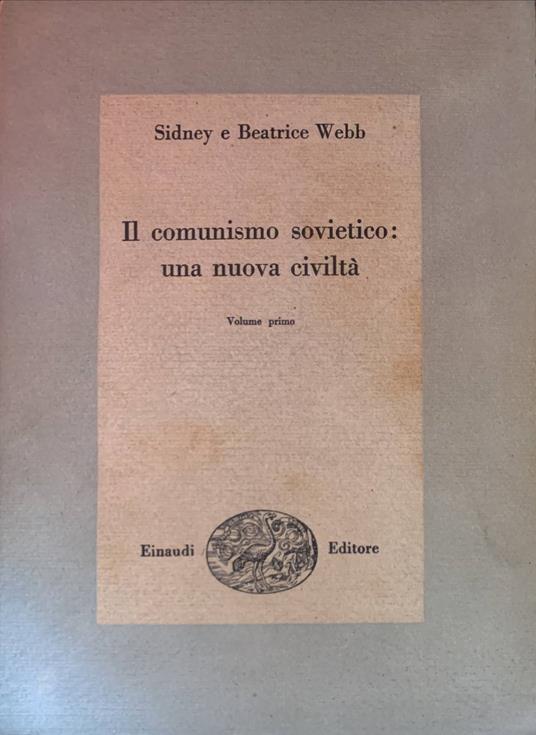 Sidney e Beatrice Webb
Il comunismo sovietico:
una nuova civiltà
Volume primo
Einaudi Editore